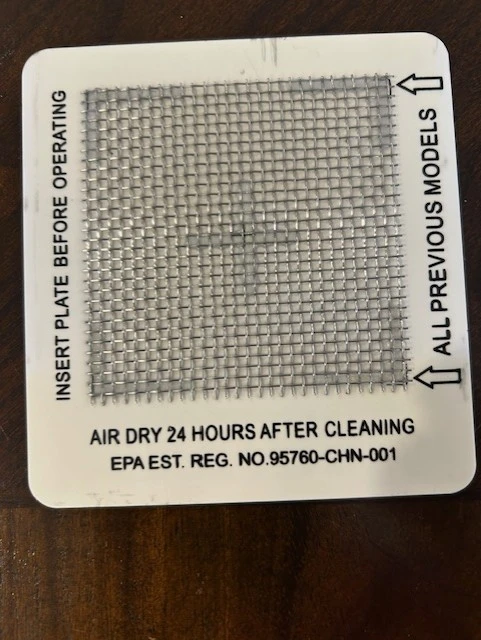 INSERT PLATE BEFORE OPERATING
ALL PREVIOUS MODELS
AIR DRY 24 HOURS AFTER CLEANING
EPA EST. REG. NO.95760-CHN-001